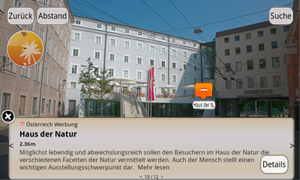 Zurück Abstand Suche
Haus der N.
Österreich Werbung
Haus der Natur
2.36m
Möglichst lebendig und abwechslungsreich sollen den Besuchern im Haus der Natur die
verschiedenen Facetten der Natur vermittelt werden. Auch der Mensch stellt einen
wichtigen Ausstellungsschwerpunkt dar. Mehr lesen
Details
< 10 / 12 >